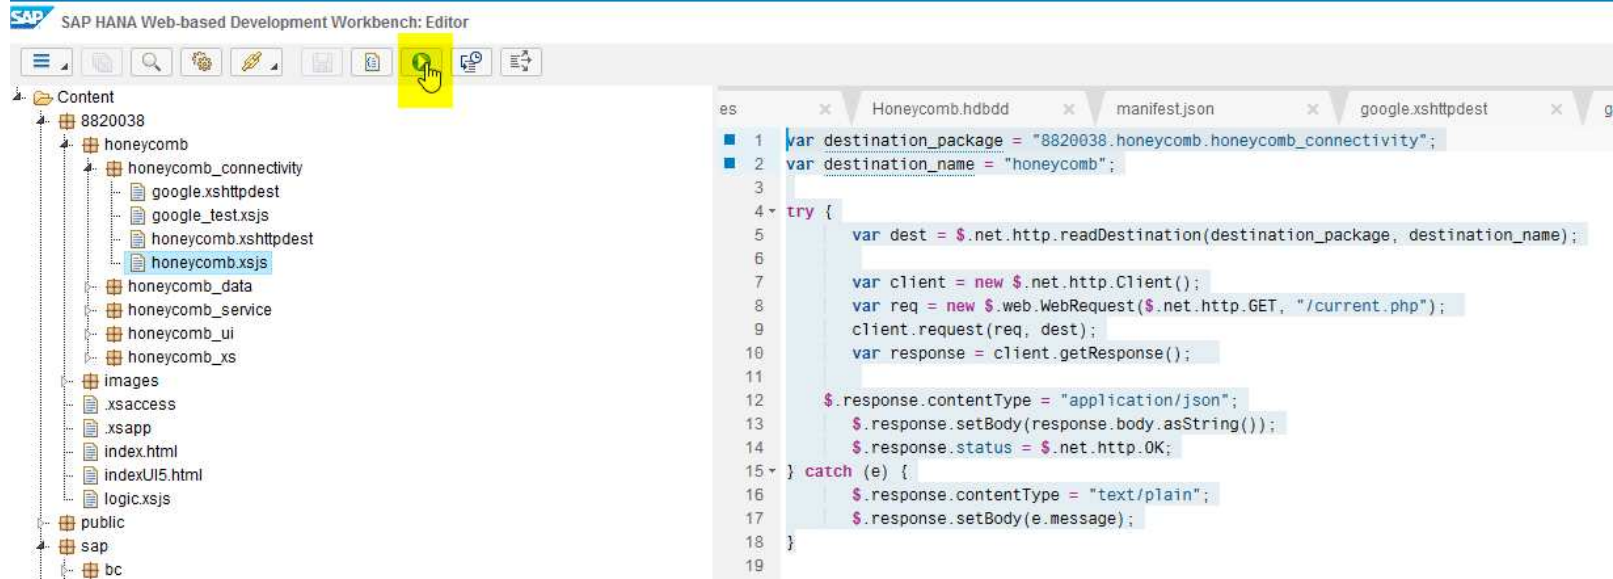 SAP SAP HANA Web-based Development Workbench: Editor
Content
8820038
honeycomb
honeycomb_connectivity
google.xshttpdest
google_test.xsjs
honeycomb.xshttpdest
honeycomb.xsjs
honeycomb_data
honeycomb_service
honeycomb_ui
honeycomb_xs
images
.xsaccess
.xsapp
index.html
indexUI5.html
logic.xsjs
public
sap
bc
es Honeycomb.hdbdd manifest.json google.xshttpdest g
1 var destination_package = "8820038.honeycomb.honeycomb_connectivity";
2 var destination_name = "honeycomb";
3
4 try {
5 var dest = $.net.http.readDestination(destination_package, destination_name);
6
7 var client = new $.net.http.Client();
8 var req = new $.web.WebRequest($.net.http.GET, "/current.php");
9 client.request(req, dest);
10 var response = client.getResponse();
11
12 $.response.contentType = "application/json";
13 $.response.setBody(response.body.asString());
14 $.response.status = $.net.http.OK;
15 } catch (e) {
16 $.response.contentType = "text/plain";
17 $.response.setBody(e.message);
18 }
19